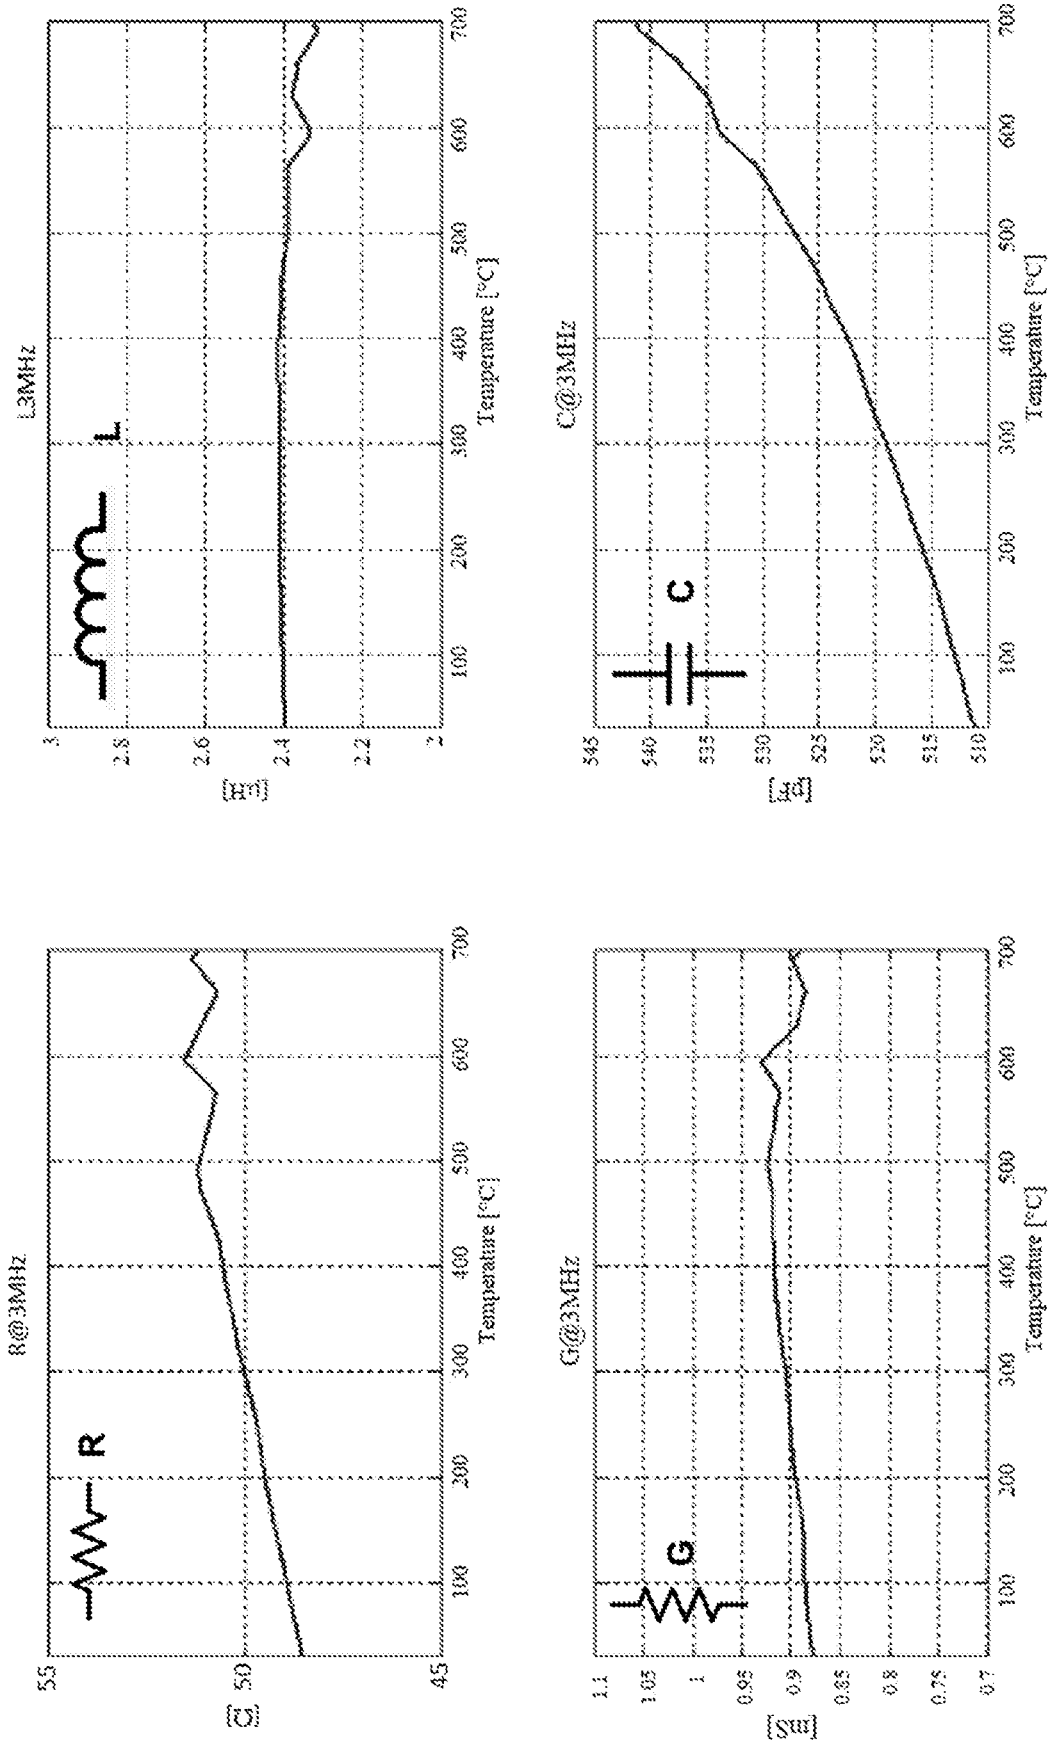 R@3MHz
R
[Ω]
55
50
45
100 200 300 400 500 600 700
Temperature [°C]
L3MHz
L
[µH]
3
2.8
2.6
2.4
2.2
2
100 200 300 400 500 600 700
Temperature [°C]
G@3MHz
G
[mS]
1.1
1.05
1
0.95
0.9
0.85
0.8
0.75
0.7
100 200 300 400 500 600 700
Temperature [°C]
C@3MHz
C
[pF]
545
540
535
530
525
520
515
510
100 200 300 400 500 600 700
Temperature [°C]